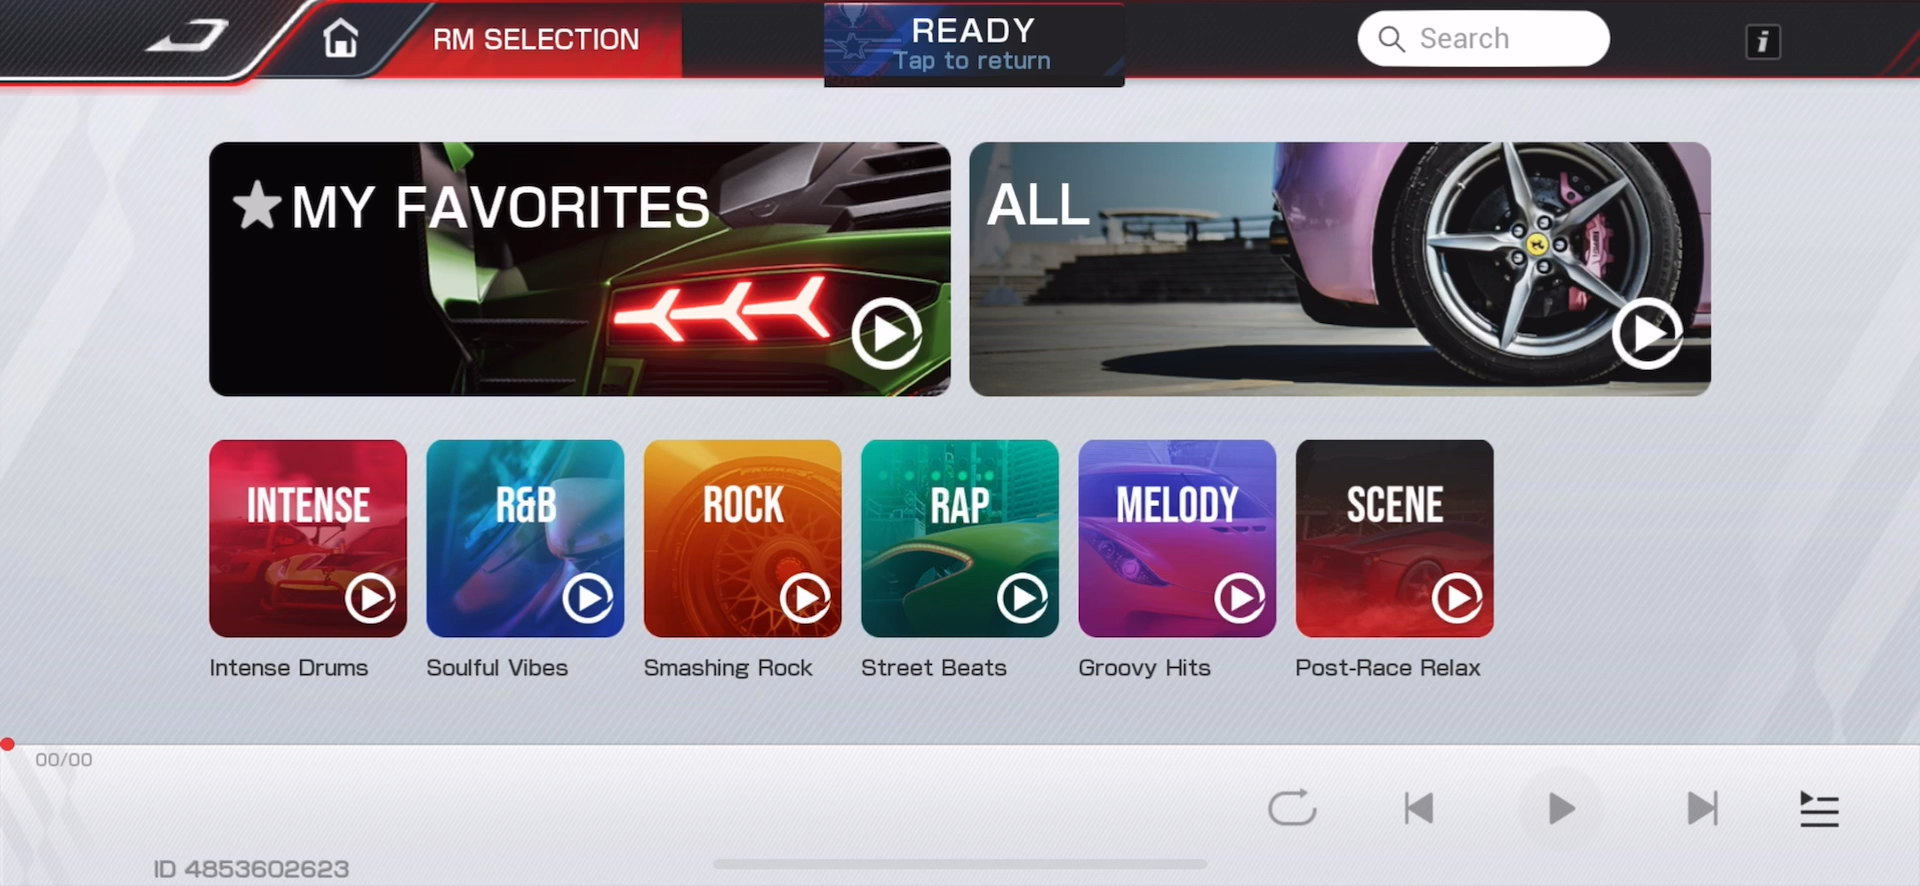 RM SELECTION
READY
Tap to return
Search
MY FAVORITES
ALL
INTENSE
R&B
ROCK
RAP
MELODY
SCENE
Intense Drums
Soulful Vibes
Smashing Rock
Street Beats
Groovy Hits
Post-Race Relax
00/00
ID 4853602623